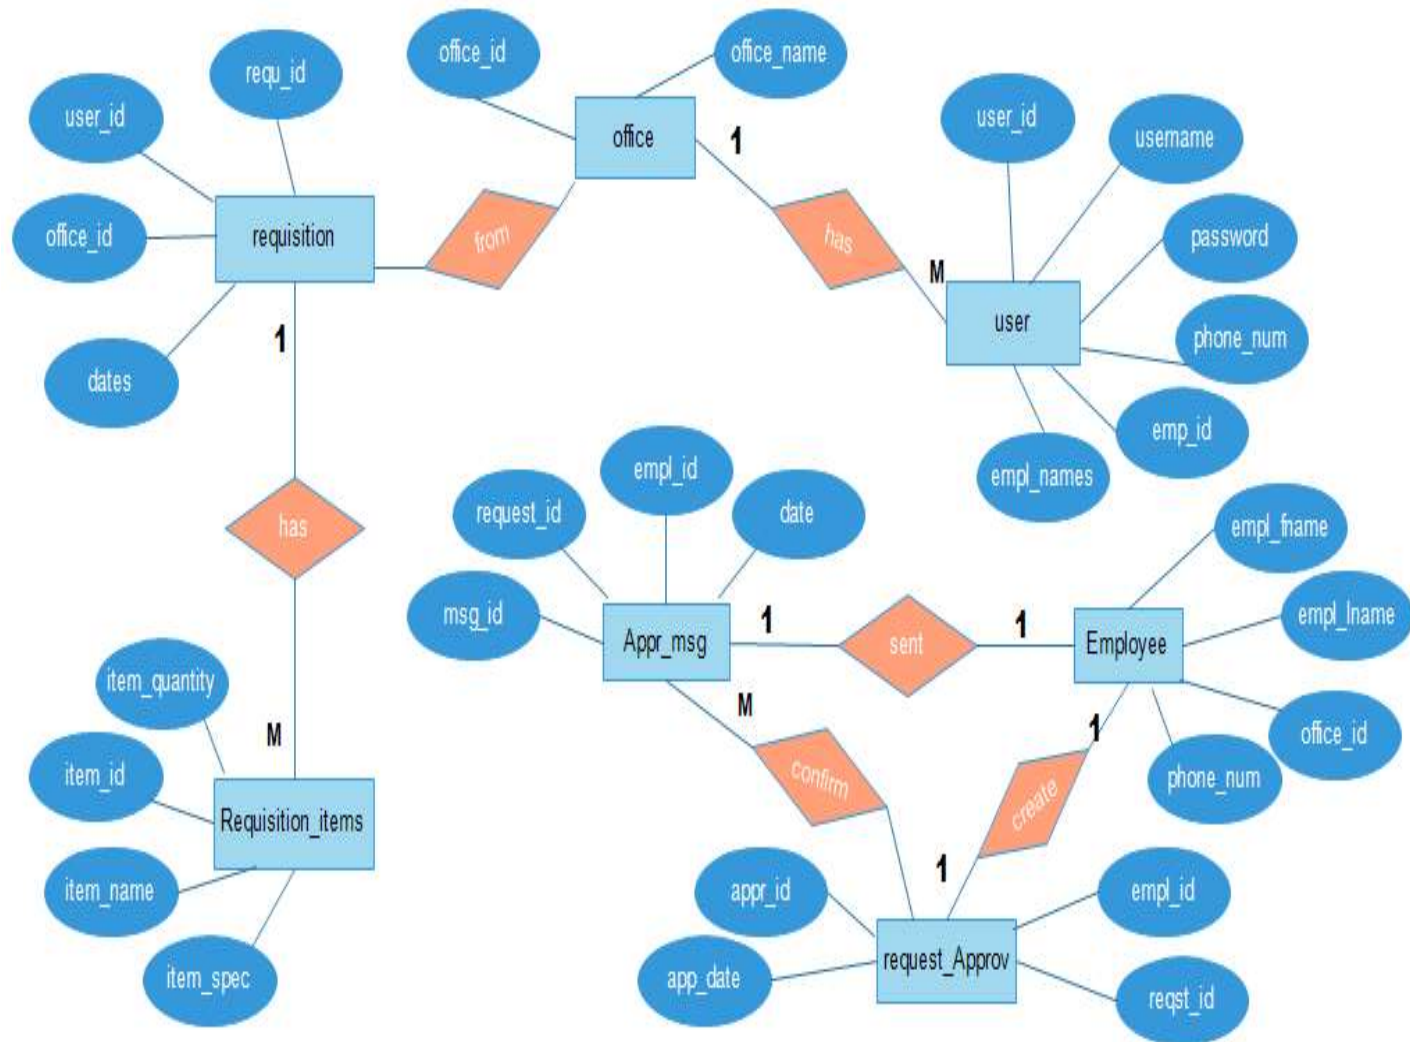 office_id
office_name
requ_id
user_id
office
1
user_id
username
requisition
office_id
from
has
password
M
user
1
phone_num
dates
emp_id
empl_names
empl_id
request_id
date
has
empl_fname
msg_id
Appr_msg
1
sent
1
Employee
empl_lname
item_quantity
M
M
1
office_id
item_id
confirm
create
phone_num
Requisition_items
1
item_name
appr_id
empl_id
request_Approv
item_spec
app_date
reqst_id